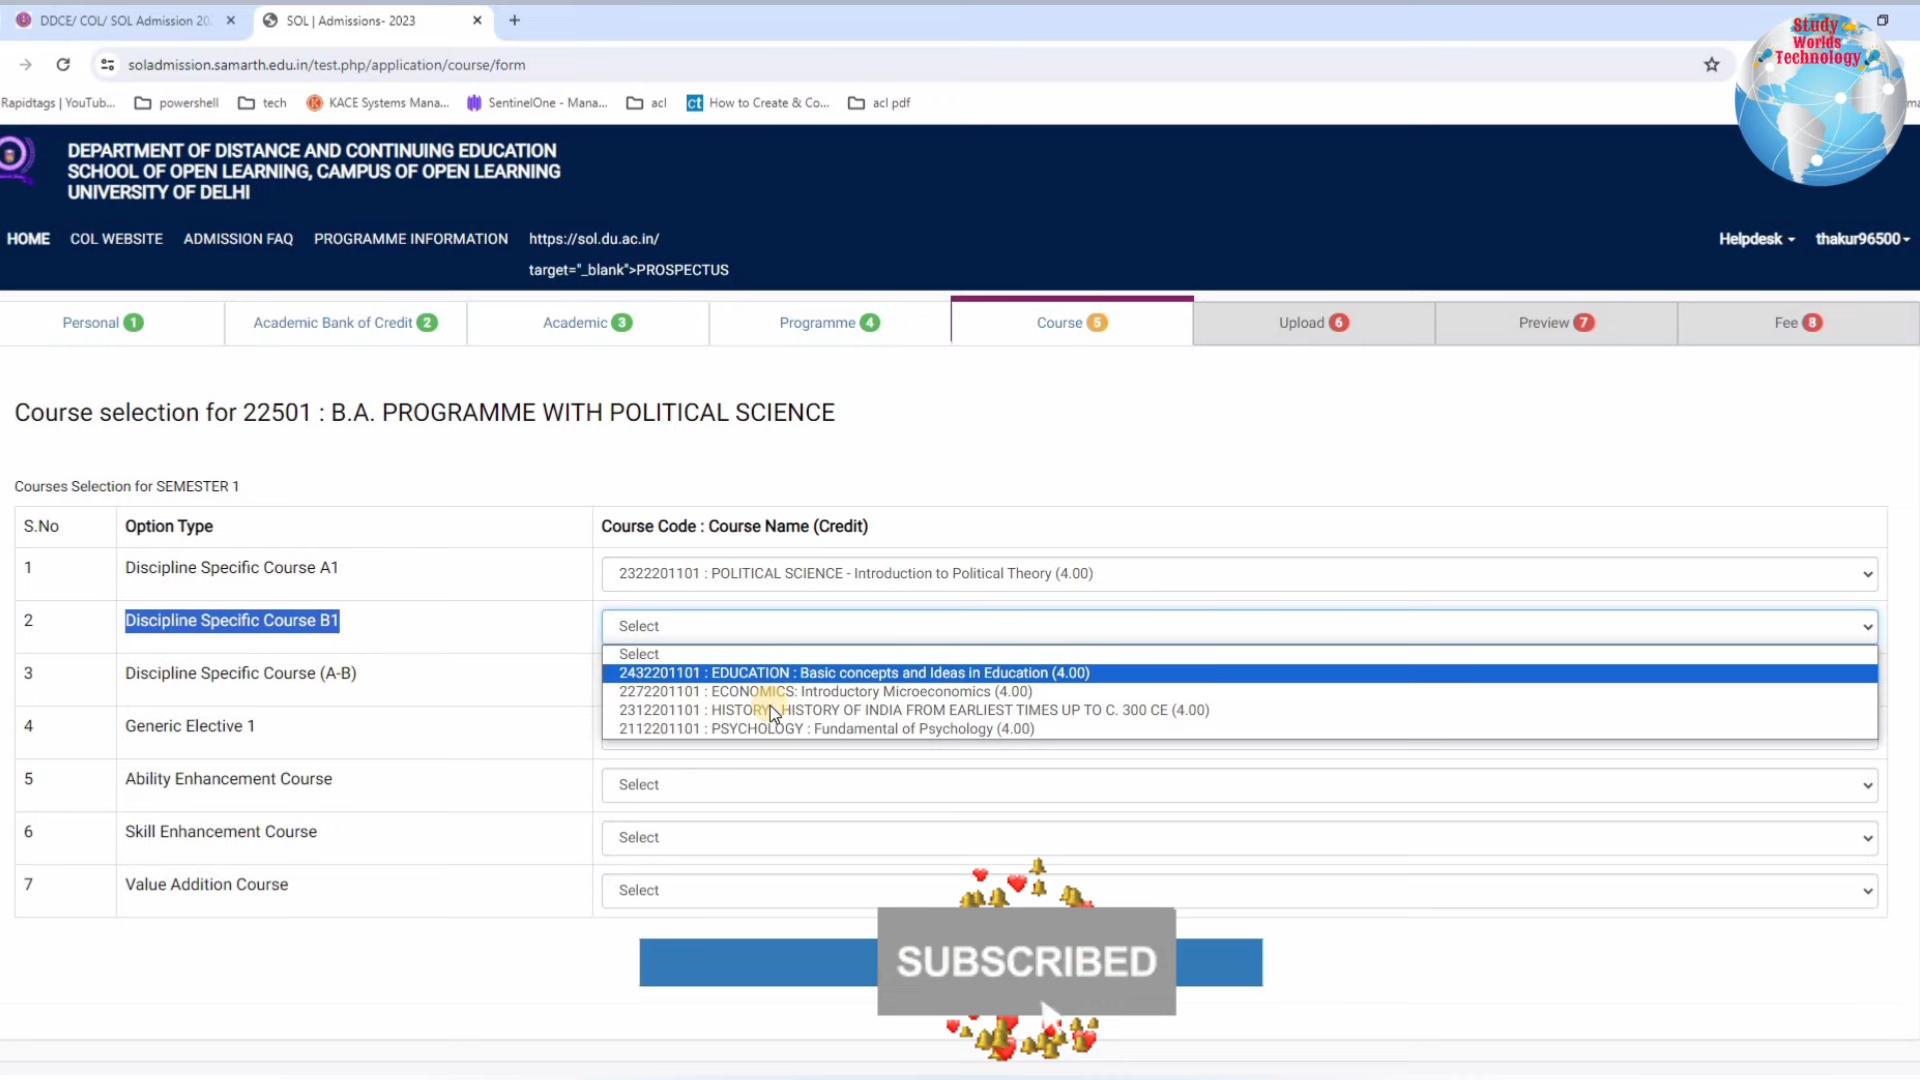 DDCE/ COL/ SOL Admission 20
SOL | Admissions- 2023
soladmission.samarth.edu.in/test.php/application/course/form
Rapidtags | YouTub...
powershell
tech
KACE Systems Mana...
SentinelOne - Mana...
acl
ct
How to Create & Co...
acl pdf
Study
Worlds
Technology
DEPARTMENT OF DISTANCE AND CONTINUING EDUCATION
SCHOOL OF OPEN LEARNING, CAMPUS OF OPEN LEARNING
UNIVERSITY OF DELHI
HOME
COL WEBSITE
ADMISSION FAQ
PROGRAMME INFORMATION
https://sol.du.ac.in/
target="_blank">PROSPECTUS
Helpdesk
thakur96500
Personal 1
Academic Bank of Credit 2
Academic 3
Programme 4
Course 5
Upload 6
Preview 7
Fee 8
Course selection for 22501 : B.A. PROGRAMME WITH POLITICAL SCIENCE
Courses Selection for SEMESTER 1
S.No
Option Type
Course Code : Course Name (Credit)
1
Discipline Specific Course A1
2322201101 : POLITICAL SCIENCE - Introduction to Political Theory (4.00)
2
Discipline Specific Course B1
Select
Select
2432201101 : EDUCATION : Basic concepts and Ideas in Education (4.00)
2272201101 : ECONOMICS: Introductory Microeconomics (4.00)
2312201101 : HISTORY: HISTORY OF INDIA FROM EARLIEST TIMES UP TO C. 300 CE (4.00)
2112201101 : PSYCHOLOGY : Fundamental of Psychology (4.00)
3
Discipline Specific Course (A-B)
4
Generic Elective 1
5
Ability Enhancement Course
Select
6
Skill Enhancement Course
Select
7
Value Addition Course
Select
SUBSCRIBED